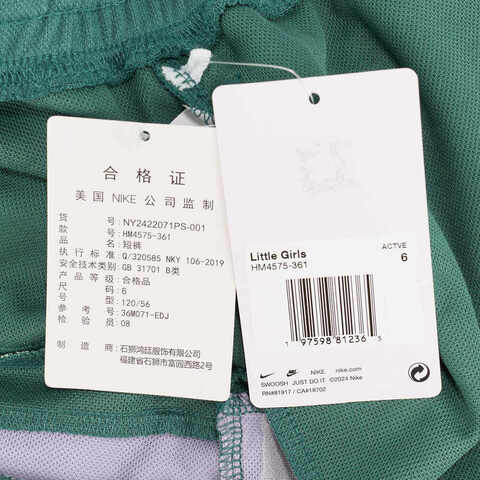 合格证
美国 NIKE 公司监制
货号: NY2422071PS-001
款号: HM4575-361
品名: 短裤
执行标准: Q/320585 NKY 106-2019
安全技术类别: GB 31701 B类
产品等级: 合格品
尺码: 6
型号: 120/56
参考号: 36M071-EDJ
检验员: 08
制造商: 石狮鸿珽服饰有限公司
福建省石狮市富园西路2号
Little Girls
HM4575-361
ACTVE
6
1 97598 81236 5
NIKE nike.com
SWOOSH JUST DO IT ©2024 Nike
RN#81917 / CA#18702